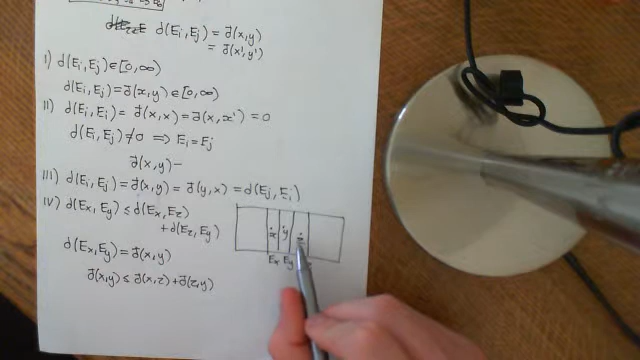 d(Ei,Ej) = d̄(x,y)
= d̄(x',y')
I) d(Ei,Ej) ∈ [0,∞)
d(Ei,Ej) = d̄(x,y) ∈ [0,∞)
II) d(Ei,Ei) = d̄(x,x) = d̄(x,x') = 0
d(Ei,Ej) ≠ 0 ⟹ Ei = Ej
d̄(x,y) –
III) d(Ei,Ej) = d̄(x,y) = d̄(y,x) = d(Ej,Ei)
IV) d(Ex,Ey) ≤ d(Ex,Ez)
+ d(Ez,Ey)
d(Ex,Ey) = d̄(x,y)
d̄(x,y) ≤ d̄(x,z) + d̄(z,y)
x y z
Ex Ey